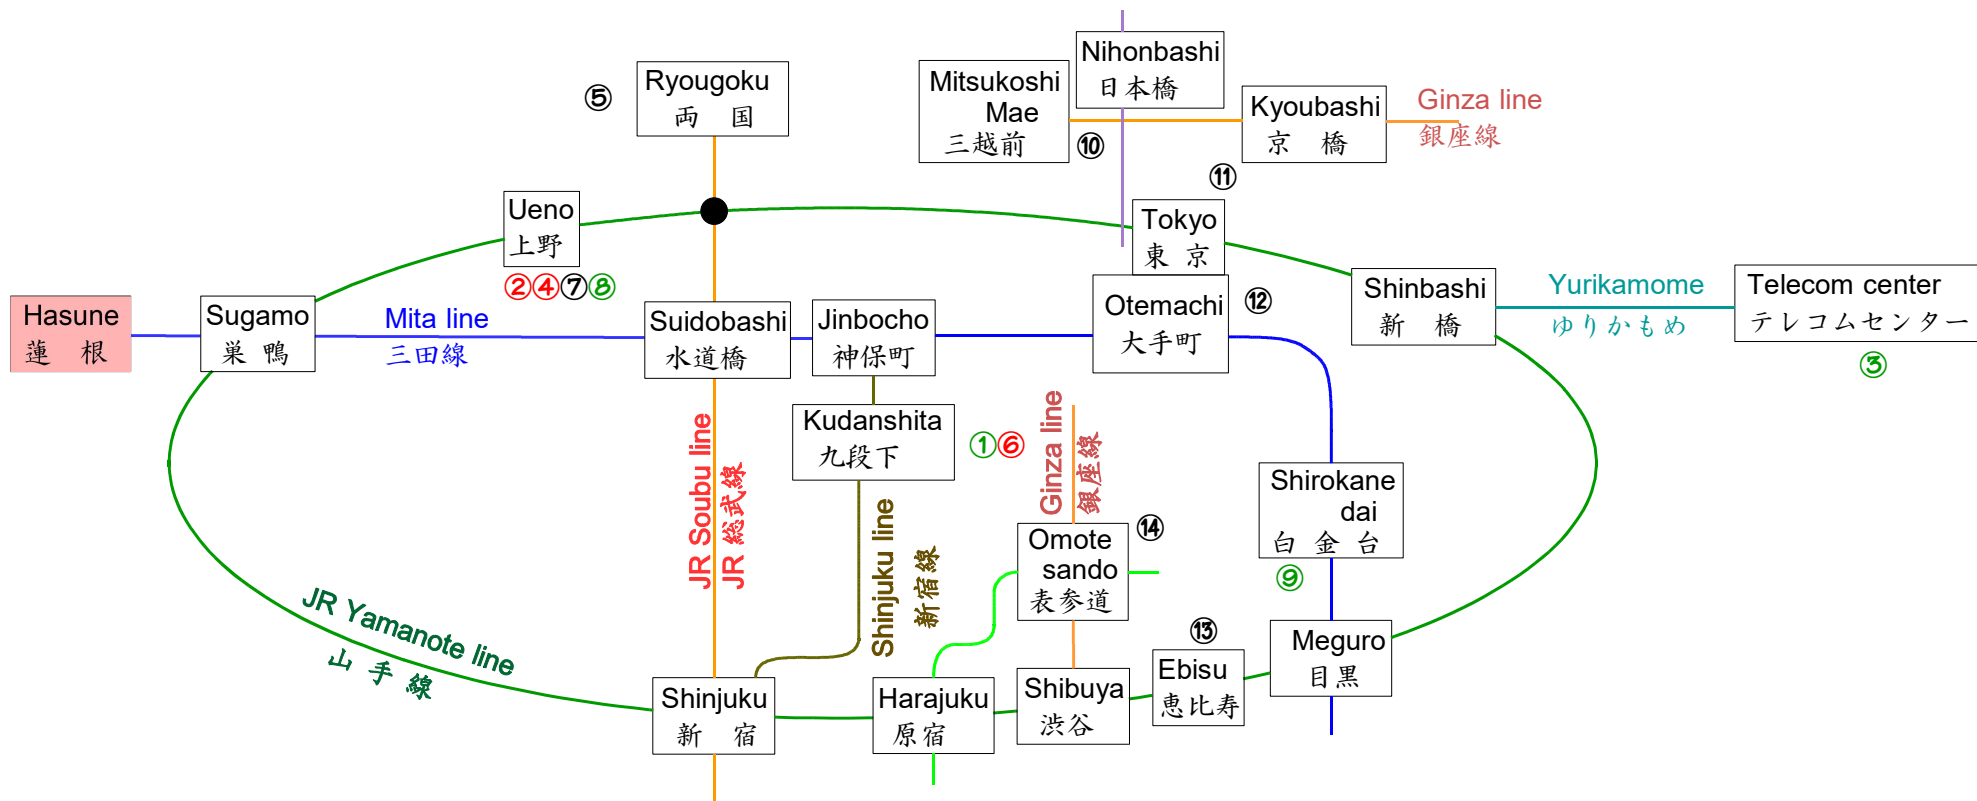 Nihonbashi
日本橋
Ryougoku
両 国
⑤
Mitsukoshi
Mae
三越前
⑩
Kyoubashi
京 橋
Ginza line
銀座線
⑪
Ueno
上野
②④⑦⑧
Tokyo
東 京
Hasune
蓮 根
Sugamo
巣 鴨
Mita line
三田線
Suidobashi
水道橋
Jinbocho
神保町
Otemachi
大手町
⑫
Shinbashi
新 橋
Yurikamome
ゆりかもめ
Telecom center
テレコムセンター
③
Kudanshita
九段下
①⑥
Ginza line
銀座線
JR Soubu line
JR 総武線
Shinjuku line
新宿線
Omote
sando
表参道
⑭
Shirokane
dai
白 金 台
⑨
JR Yamanote line
山 手 線
Shinjuku
新 宿
Harajuku
原宿
Shibuya
渋谷
⑬
Ebisu
恵比寿
Meguro
目黒